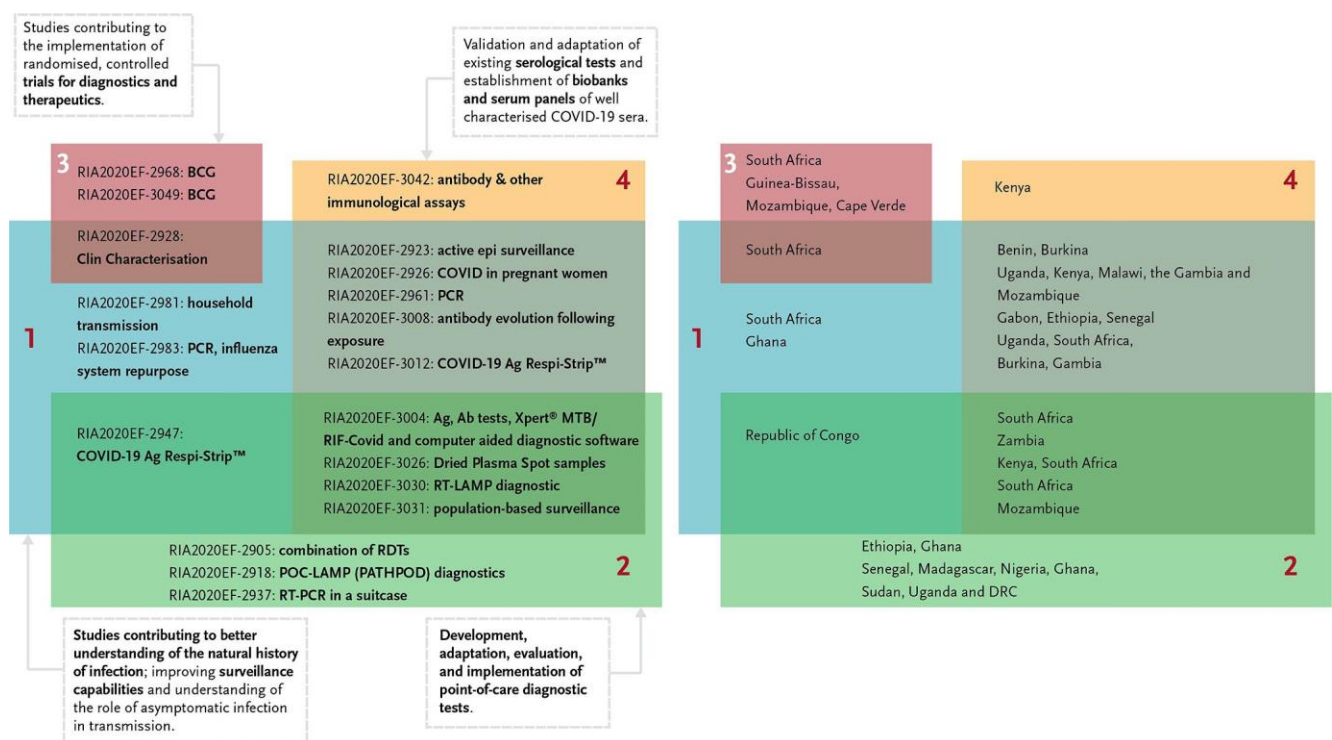 Studies contributing to
the implementation of
randomised, controlled
trials for diagnostics and
therapeutics.
Validation and adaptation of
existing serological tests and
establishment of biobanks
and serum panels of well
characterised COVID-19 sera.
3
RIA2020EF-2968: BCG
RIA2020EF-3049: BCG
RIA2020EF-2928:
Clin Characterisation
4
RIA2020EF-3042: antibody & other
immunological assays
RIA2020EF-2923: active epi surveillance
RIA2020EF-2926: COVID in pregnant women
RIA2020EF-2961: PCR
RIA2020EF-3008: antibody evolution following
exposure
RIA2020EF-3012: COVID-19 Ag Respi-Strip™
1
RIA2020EF-2981: household
transmission
RIA2020EF-2983: PCR, influenza
system repurpose
RIA2020EF-2947:
COVID-19 Ag Respi-Strip™
RIA2020EF-3004: Ag, Ab tests, Xpert® MTB/
RIF-Covid and computer aided diagnostic software
RIA2020EF-3026: Dried Plasma Spot samples
RIA2020EF-3030: RT-LAMP diagnostic
RIA2020EF-3031: population-based surveillance
RIA2020EF-2905: combination of RDTs
RIA2020EF-2918: POC-LAMP (PATHPOD) diagnostics
RIA2020EF-2937: RT-PCR in a suitcase
2
Studies contributing to better
understanding of the natural history
of infection; improving surveillance
capabilities and understanding of
the role of asymptomatic infection
in transmission.
Development,
adaptation, evaluation,
and implementation of
point-of-care diagnostic
tests.
3
South Africa
Guinea-Bissau,
Mozambique, Cape Verde
South Africa
4
Kenya
Benin, Burkina
Uganda, Kenya, Malawi, the Gambia and
Mozambique
Gabon, Ethiopia, Senegal
Uganda, South Africa,
Burkina, Gambia
1
South Africa
Ghana
Republic of Congo
South Africa
Zambia
Kenya, South Africa
South Africa
Mozambique
Ethiopia, Ghana
Senegal, Madagascar, Nigeria, Ghana,
Sudan, Uganda and DRC
2